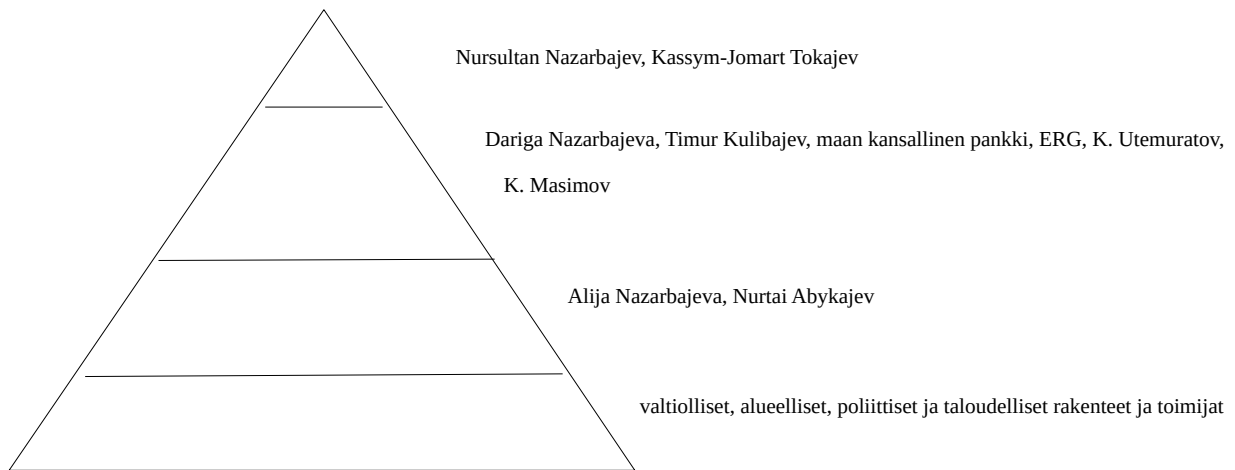 Nursultan Nazarbajev, Kassym-Jomart Tokajev
Dariga Nazarbajeva, Timur Kulibajev, maan kansallinen pankki, ERG, K. Utemuratov,
K. Masimov
Alija Nazarbajeva, Nurtai Abykajev
valtiolliset, alueelliset, poliittiset ja taloudelliset rakenteet ja toimijat